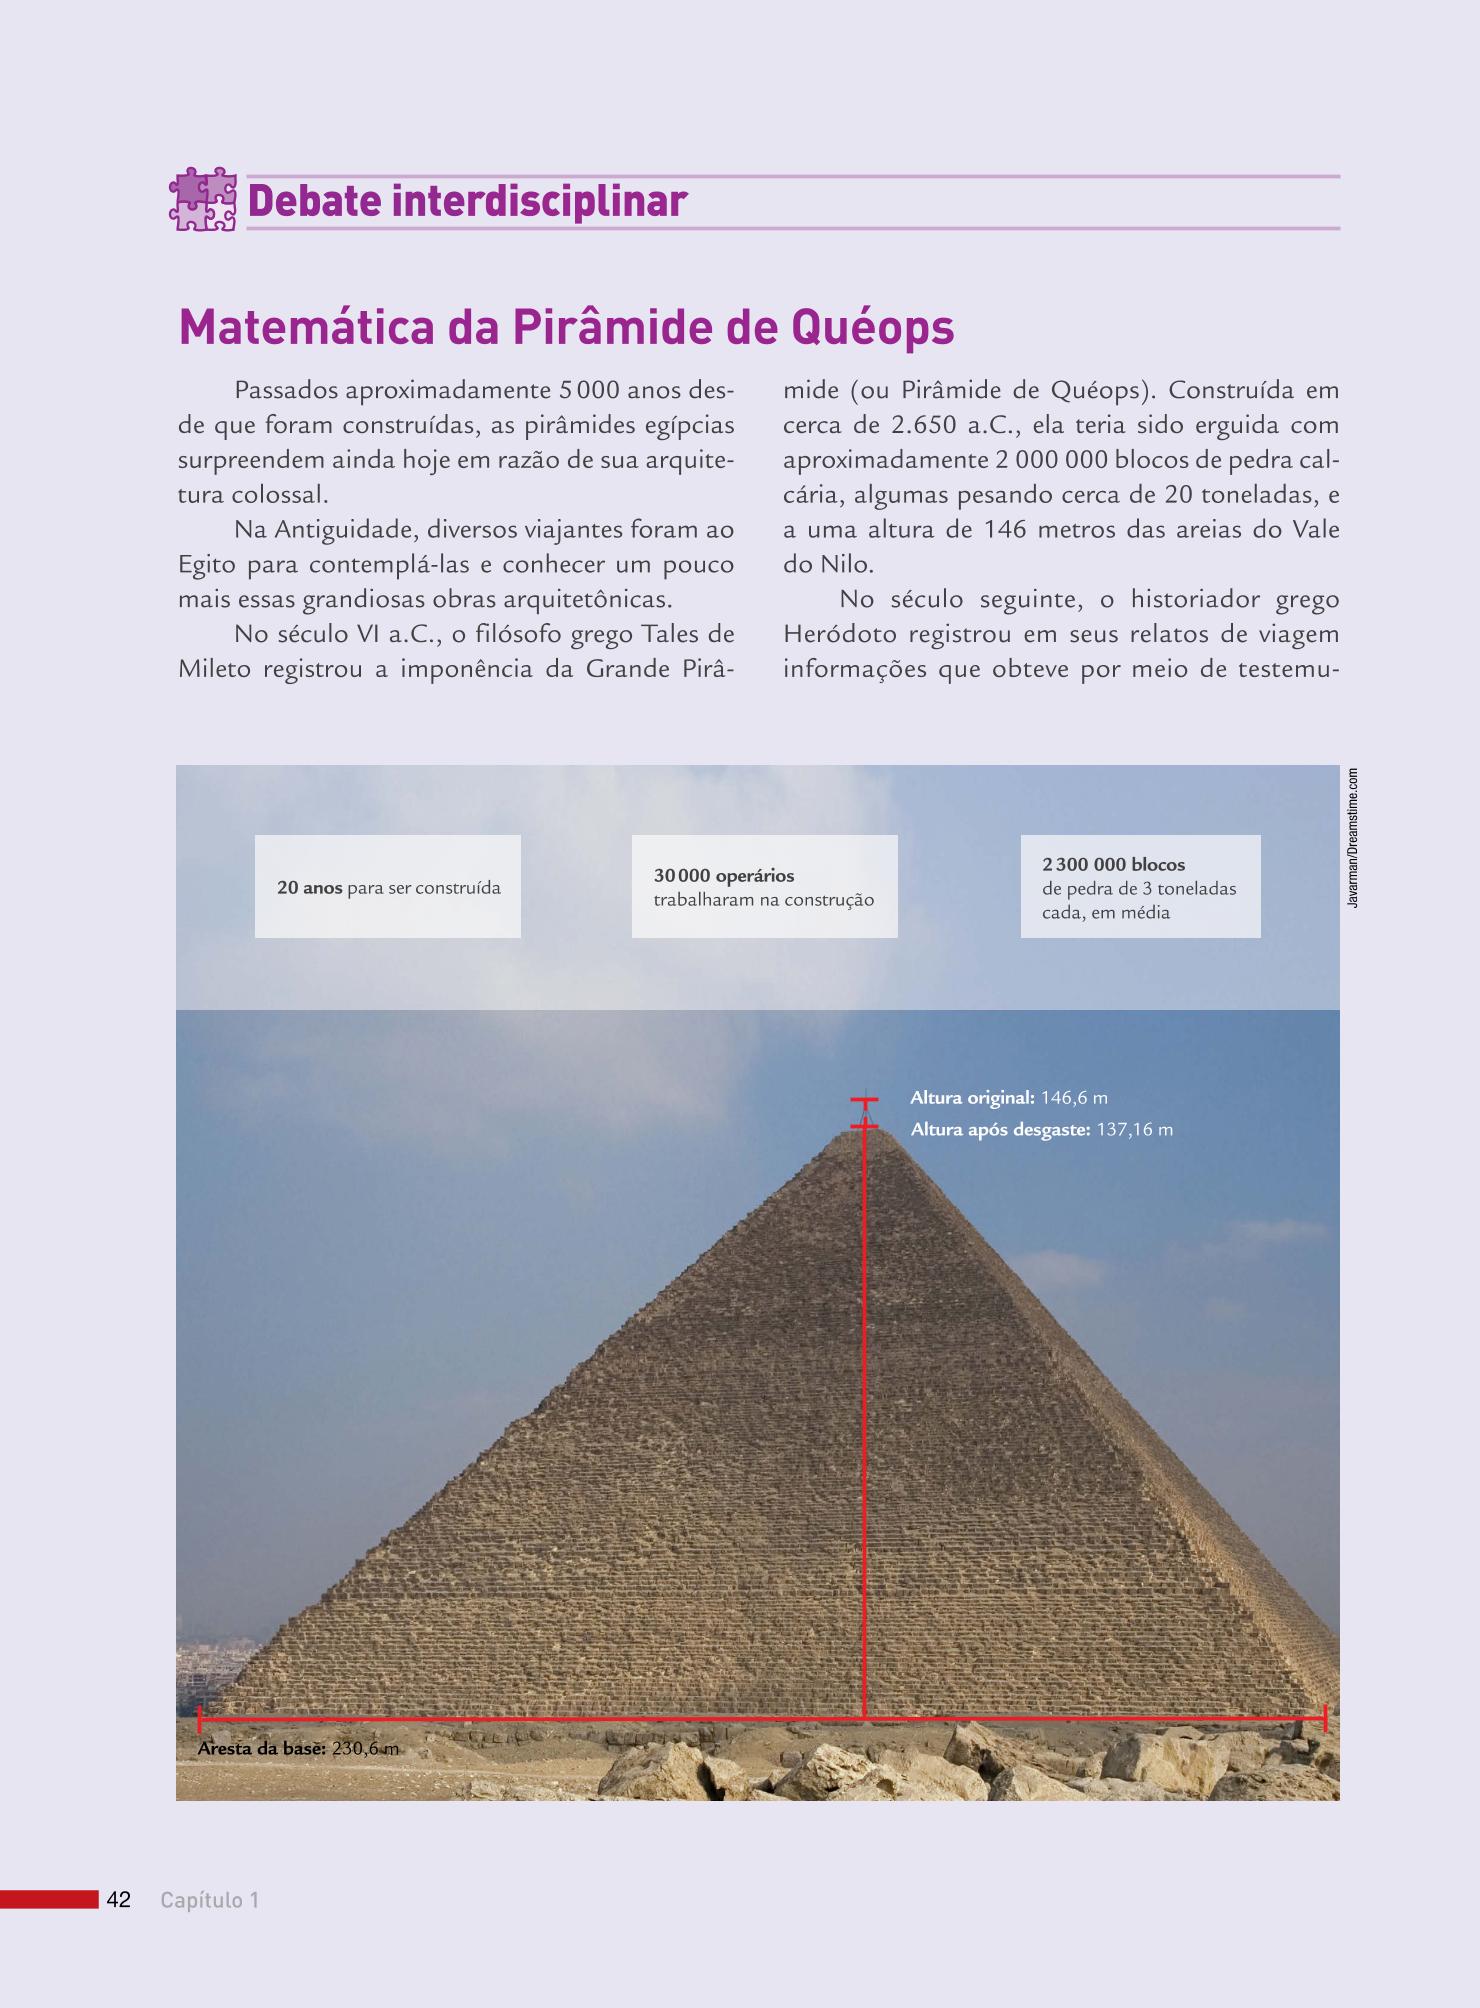 Debate interdisciplinar
Matemática da Pirâmide de Quéops
Passados aproximadamente 5 000 anos des-
de que foram construídas, as pirâmides egípcias
surpreendem ainda hoje em razão de sua arquite-
tura colossal.
Na Antiguidade, diversos viajantes foram ao
Egito para contemplá-las e conhecer um pouco
mais essas grandiosas obras arquitetônicas.
No século VI a.C., o filósofo grego Tales de
Mileto registrou a imponência da Grande Pirâ-
mide (ou Pirâmide de Quéops). Construída em
cerca de 2.650 a.C., ela teria sido erguida com
aproximadamente 2 000 000 blocos de pedra cal-
cária, algumas pesando cerca de 20 toneladas, e
a uma altura de 146 metros das areias do Vale
do Nilo.
No século seguinte, o historiador grego
Heródoto registrou em seus relatos de viagem
informações que obteve por meio de testemu-
Javarman/Dreamstime.com
20 anos para ser construída
30 000 operários
trabalharam na construção
2 300 000 blocos
de pedra de 3 toneladas
cada, em média
Altura original: 146,6 m
Altura após desgaste: 137,16 m
Aresta da base: 230,6 m
42 Capítulo 1